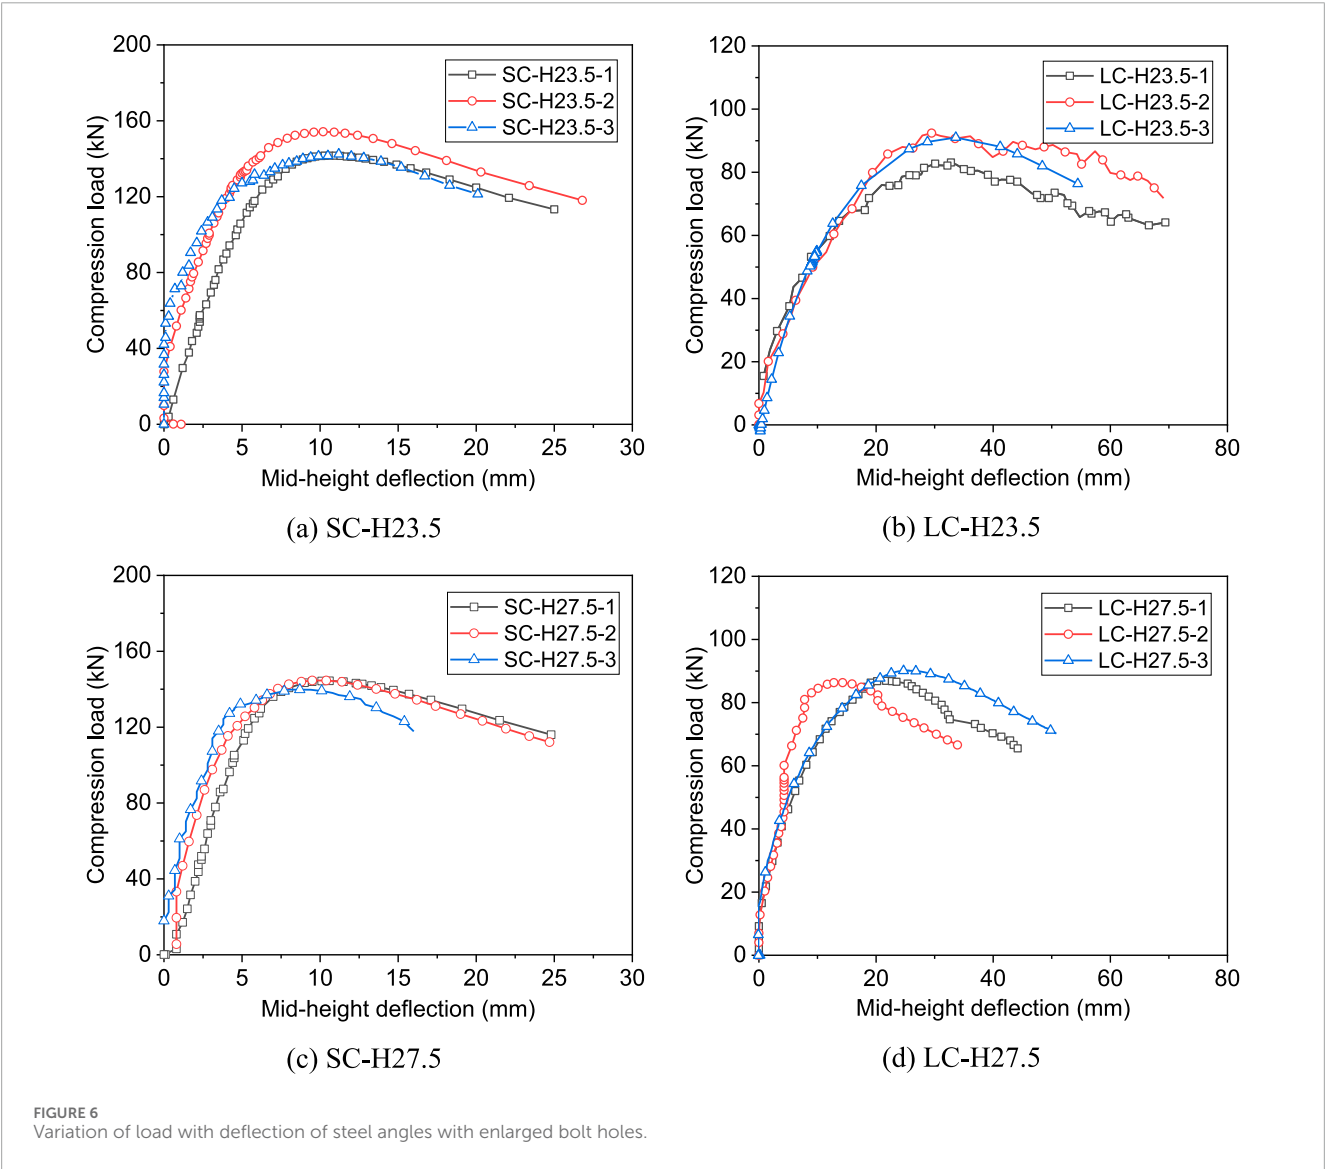 200
160
120
80
40
0
0
5
10
15
20
25
30
Compression load (kN)
Mid-height deflection (mm)
SC-H23.5-1
SC-H23.5-2
SC-H23.5-3
(a) SC-H23.5
120
100
80
60
40
20
0
0
20
40
60
80
Compression load (kN)
Mid-height deflection (mm)
LC-H23.5-1
LC-H23.5-2
LC-H23.5-3
(b) LC-H23.5
200
160
120
80
40
0
0
5
10
15
20
25
30
Compression load (kN)
Mid-height deflection (mm)
SC-H27.5-1
SC-H27.5-2
SC-H27.5-3
(c) SC-H27.5
120
100
80
60
40
20
0
0
20
40
60
80
Compression load (kN)
Mid-height deflection (mm)
LC-H27.5-1
LC-H27.5-2
LC-H27.5-3
(d) LC-H27.5
FIGURE 6
Variation of load with deflection of steel angles with enlarged bolt holes.